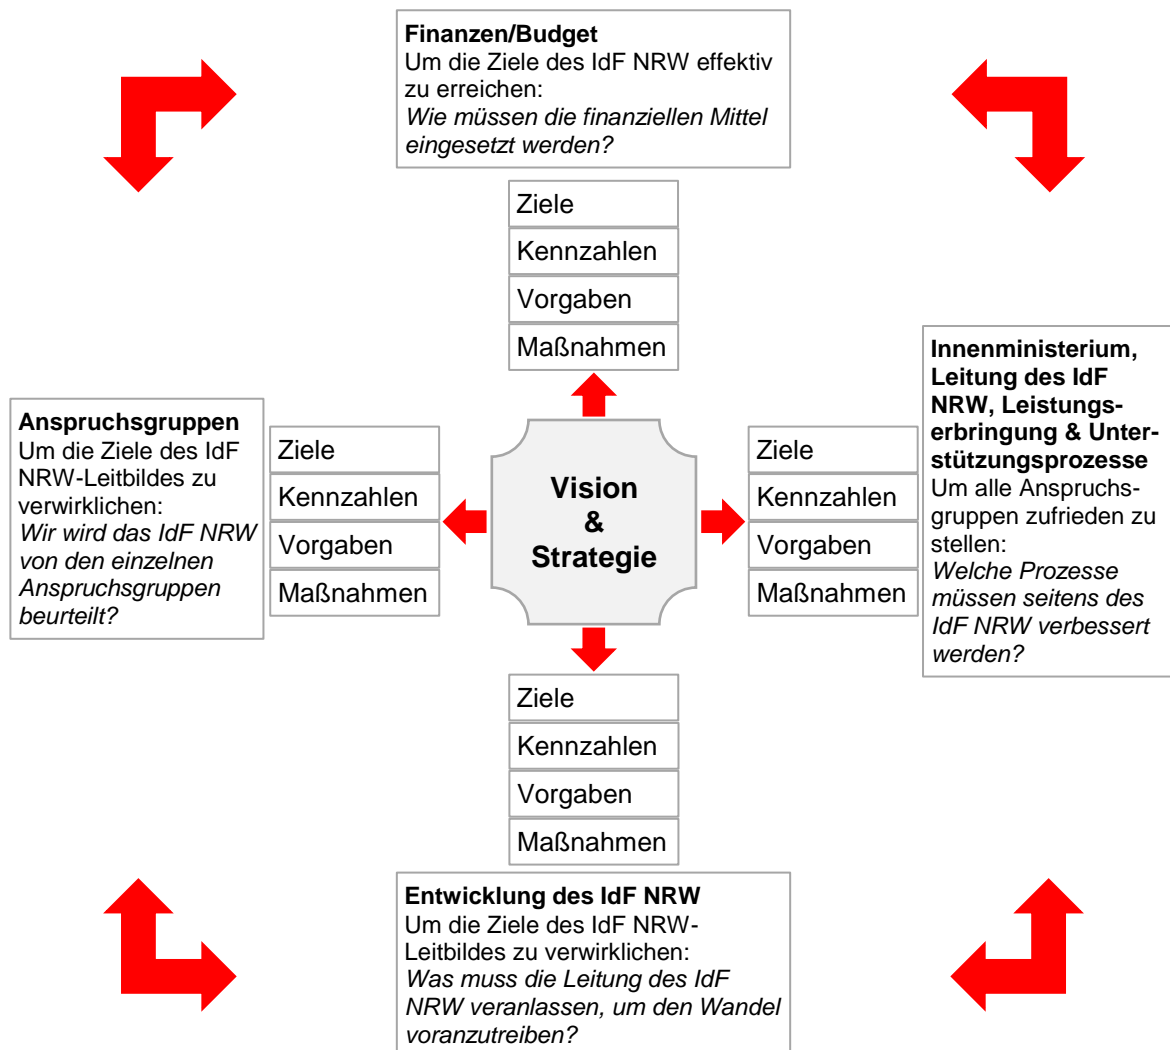 Finanzen/Budget
Um die Ziele des IdF NRW effektiv
zu erreichen:
Wie müssen die finanziellen Mittel
eingesetzt werden?
Ziele
Kennzahlen
Vorgaben
Maßnahmen
Anspruchsgruppen
Um die Ziele des IdF
NRW-Leitbildes zu
verwirklichen:
Wir wird das IdF NRW
von den einzelnen
Anspruchsgruppen
beurteilt?
Ziele
Kennzahlen
Vorgaben
Maßnahmen
Vision
&
Strategie
Ziele
Kennzahlen
Vorgaben
Maßnahmen
Innenministerium,
Leitung des IdF
NRW, Leistungs-
erbringung & Unter-
stützungsprozesse
Um alle Anspruchs-
gruppen zufrieden zu
stellen:
Welche Prozesse
müssen seitens des
IdF NRW verbessert
werden?
Ziele
Kennzahlen
Vorgaben
Maßnahmen
Entwicklung des IdF NRW
Um die Ziele des IdF NRW-
Leitbildes zu verwirklichen:
Was muss die Leitung des IdF
NRW veranlassen, um den Wandel
voranzutreiben?